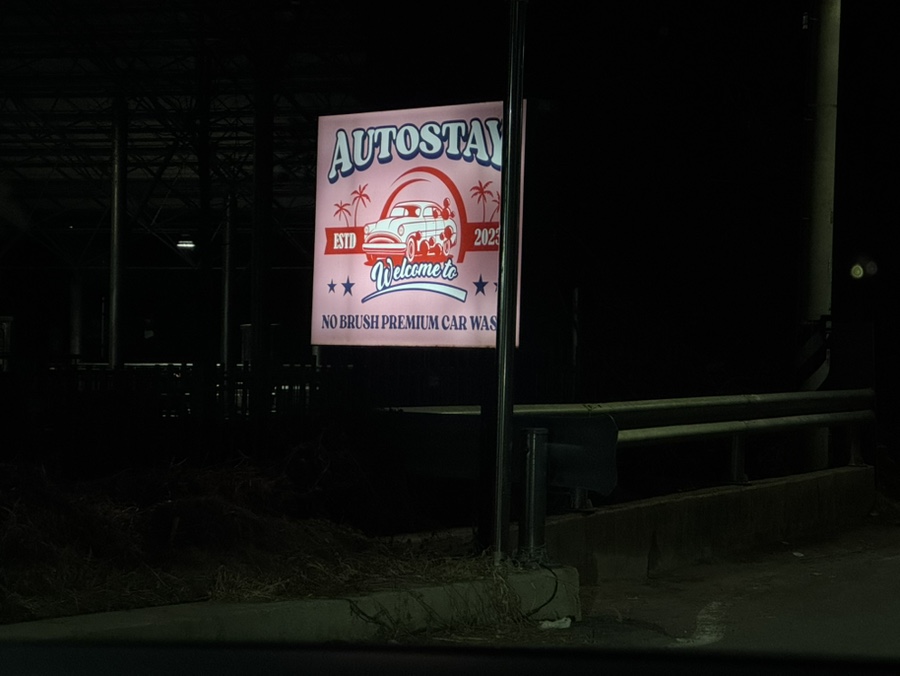 AUTOSTAY
ESTD 2023
Welcome to
NO BRUSH PREMIUM CAR WAS